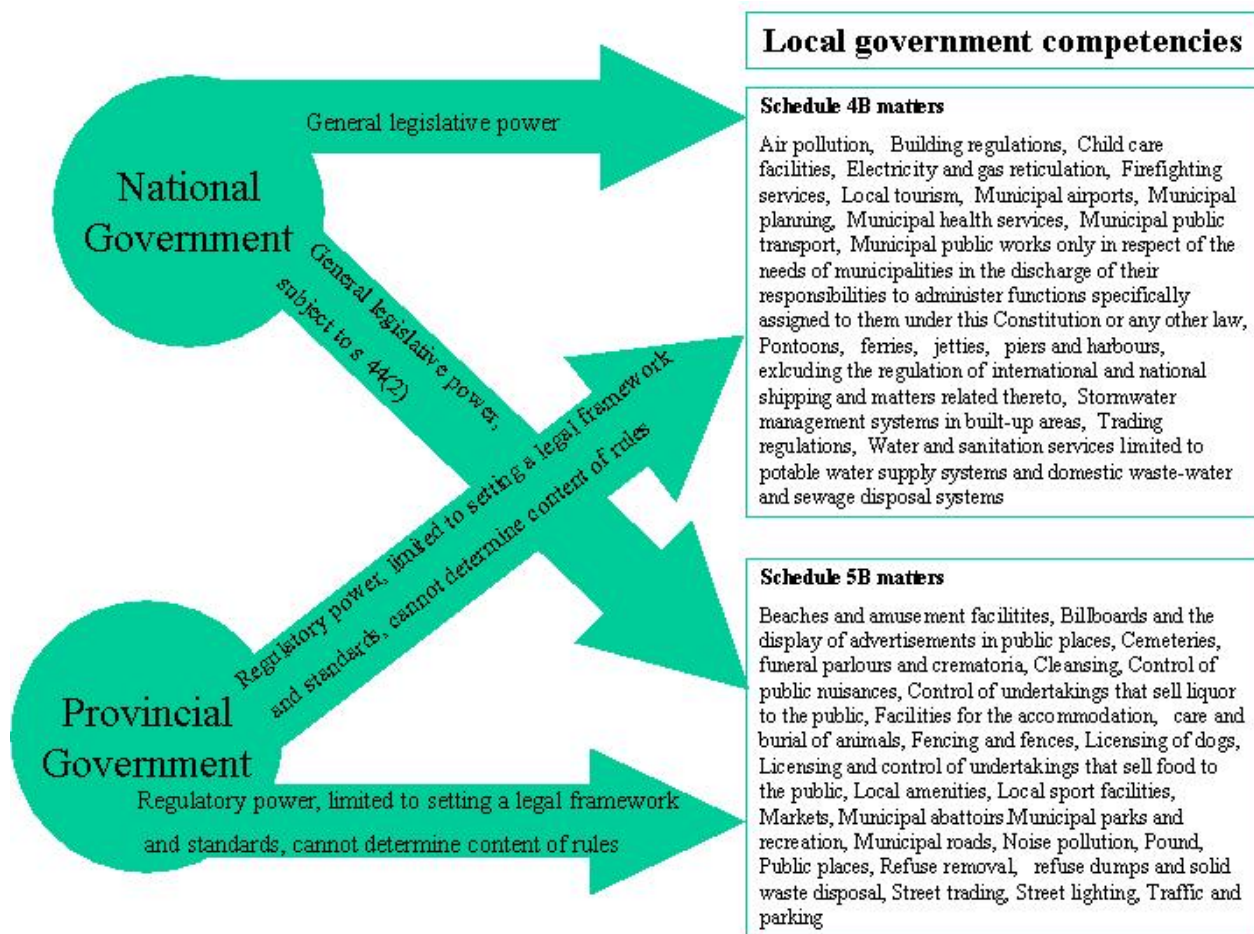 Local government competencies
General legislative power
National
Government
General legislative power,
subject to s 44(2)
Regulatory power, limited to setting a legal framework
and standards, cannot determine content of rules
Provincial
Government
Regulatory power, limited to setting a legal framework
and standards, cannot determine content of rules
Schedule 4B matters
Air pollution, Building regulations, Child care
facilities, Electricity and gas reticulation, Firefighting
services, Local tourism, Municipal airports, Municipal
planning, Municipal health services, Municipal public
transport, Municipal public works only in respect of the
needs of municipalities in the discharge of their
responsibilities to administer functions specifically
assigned to them under this Constitution or any other law,
Pontoons, ferries, jetties, piers and harbours,
exlcuding the regulation of international and national
shipping and matters related thereto, Stormwater
management systems in built-up areas, Trading
regulations, Water and sanitation services limited to
potable water supply systems and domestic waste-water
and sewage disposal systems
Schedule 5B matters
Beaches and amusement facilitites, Billboards and the
display of advertisements in public places, Cemeteries,
funeral parlours and crematoria, Cleansing, Control of
public nuisances, Control of undertakings that sell liquor
to the public, Facilities for the accommodation, care and
burial of animals, Fencing and fences, Licensing of dogs,
Licensing and control of undertakings that sell food to
the public, Local amenities, Local sport facilities,
Markets, Municipal abattoirs.Municipal parks and
recreation, Municipal roads, Noise pollution, Pound,
Public places, Refuse removal, refuse dumps and solid
waste disposal, Street trading, Street lighting, Traffic and
parking